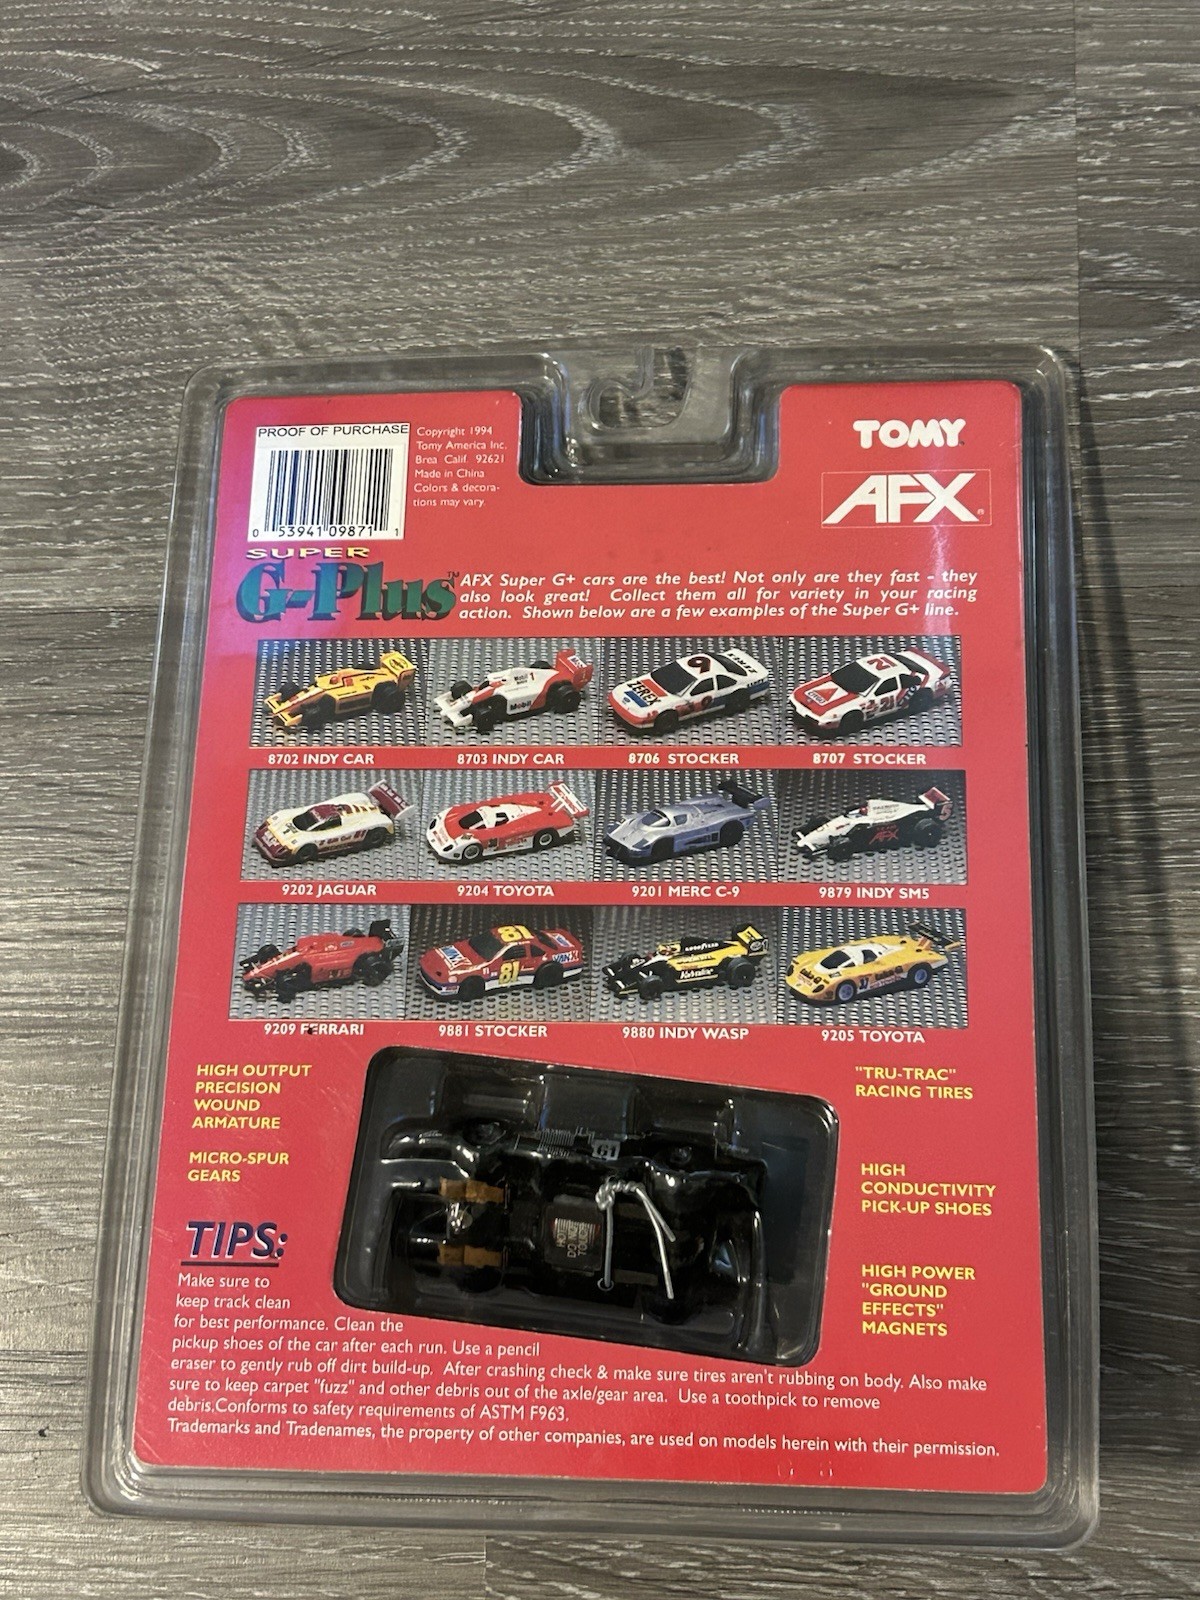 PROOF OF PURCHASE
0 53941 09871 1
Copyright 1994
Tomy America Inc.
Brea Calif. 92621
Made in China
Colors & decora-
tions may vary.
TOMY
AFX
SUPER
G-Plus™
AFX Super G+ cars are the best! Not only are they fast - they
also look great! Collect them all for variety in your racing
action. Shown below are a few examples of the Super G+ line.
8702 INDY CAR
8703 INDY CAR
8706 STOCKER
8707 STOCKER
9202 JAGUAR
9204 TOYOTA
9201 MERC C-9
9879 INDY SM5
9209 FERRARI
9881 STOCKER
9880 INDY WASP
9205 TOYOTA
HIGH OUTPUT
PRECISION
WOUND
ARMATURE
MICRO-SPUR
GEARS
"TRU-TRAC"
RACING TIRES
HIGH
CONDUCTIVITY
PICK-UP SHOES
HIGH POWER
"GROUND
EFFECTS"
MAGNETS
61
HOT!
DO NOT
TOUCH
TIPS:
Make sure to
keep track clean
for best performance. Clean the
pickup shoes of the car after each run. Use a pencil
eraser to gently rub off dirt build-up. After crashing check & make sure tires aren't rubbing on body. Also make
sure to keep carpet "fuzz" and other debris out of the axle/gear area. Use a toothpick to remove
debris.Conforms to safety requirements of ASTM F963.
Trademarks and Tradenames, the property of other companies, are used on models herein with their permission.